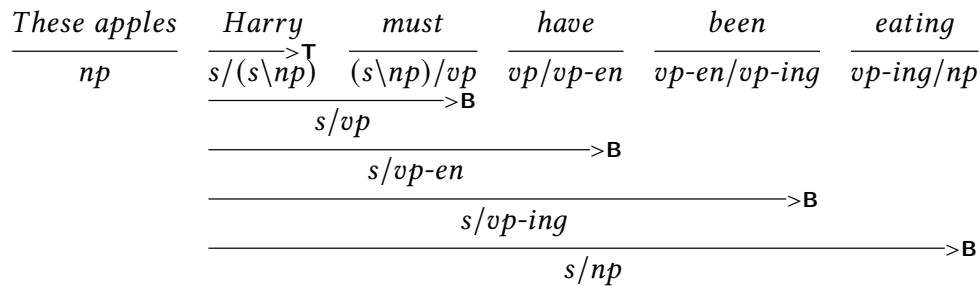 These apples Harry must have been eating
>T
np s/(s\np) (s\np)/vp vp/vp-en vp-en/vp-ing vp-ing/np
>B
s/vp
>B
s/vp-en
>B
s/vp-ing
>B
s/np